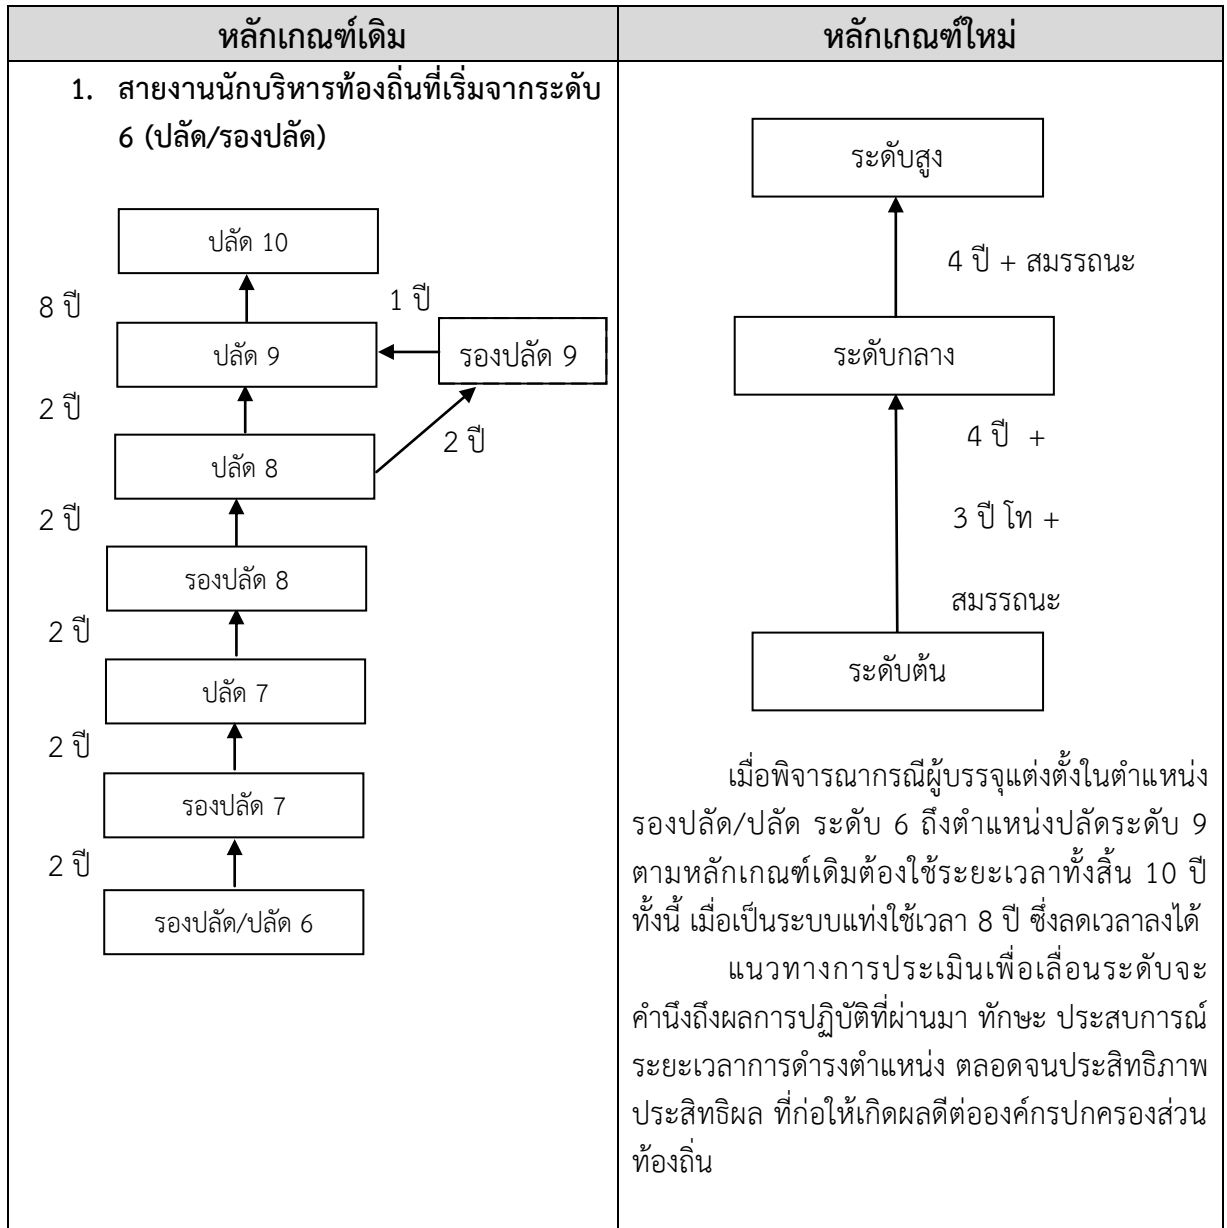 หลักเกณฑ์เดิม
หลักเกณฑ์ใหม่
1. สายงานนักบริหารท้องถิ่นที่เริ่มจากระดับ
6 (ปลัด/รองปลัด)
ปลัด 10
8 ปี
1 ปี
ปลัด 9
รองปลัด 9
2 ปี
2 ปี
ปลัด 8
2 ปี
รองปลัด 8
2 ปี
ปลัด 7
2 ปี
รองปลัด 7
2 ปี
รองปลัด/ปลัด 6
ระดับสูง
4 ปี + สมรรถนะ
ระดับกลาง
4 ปี +
3 ปี โท +
สมรรถนะ
ระดับต้น
เมื่อพิจารณากรณีผู้บรรจุแต่งตั้งในตำแหน่ง
รองปลัด/ปลัด ระดับ 6 ถึงตำแหน่งปลัดระดับ 9
ตามหลักเกณฑ์เดิมต้องใช้ระยะเวลาทั้งสิ้น 10 ปี
ทั้งนี้ เมื่อเป็นระบบแท่งใช้เวลา 8 ปี ซึ่งลดเวลาลงได้
แนวทางการประเมินเพื่อเลื่อนระดับจะ
คำนึงถึงผลการปฏิบัติที่ผ่านมา ทักษะ ประสบการณ์
ระยะเวลาการดำรงตำแหน่ง ตลอดจนประสิทธิภาพ
ประสิทธิผล ที่ก่อให้เกิดผลดีต่อองค์กรปกครองส่วน
ท้องถิ่น